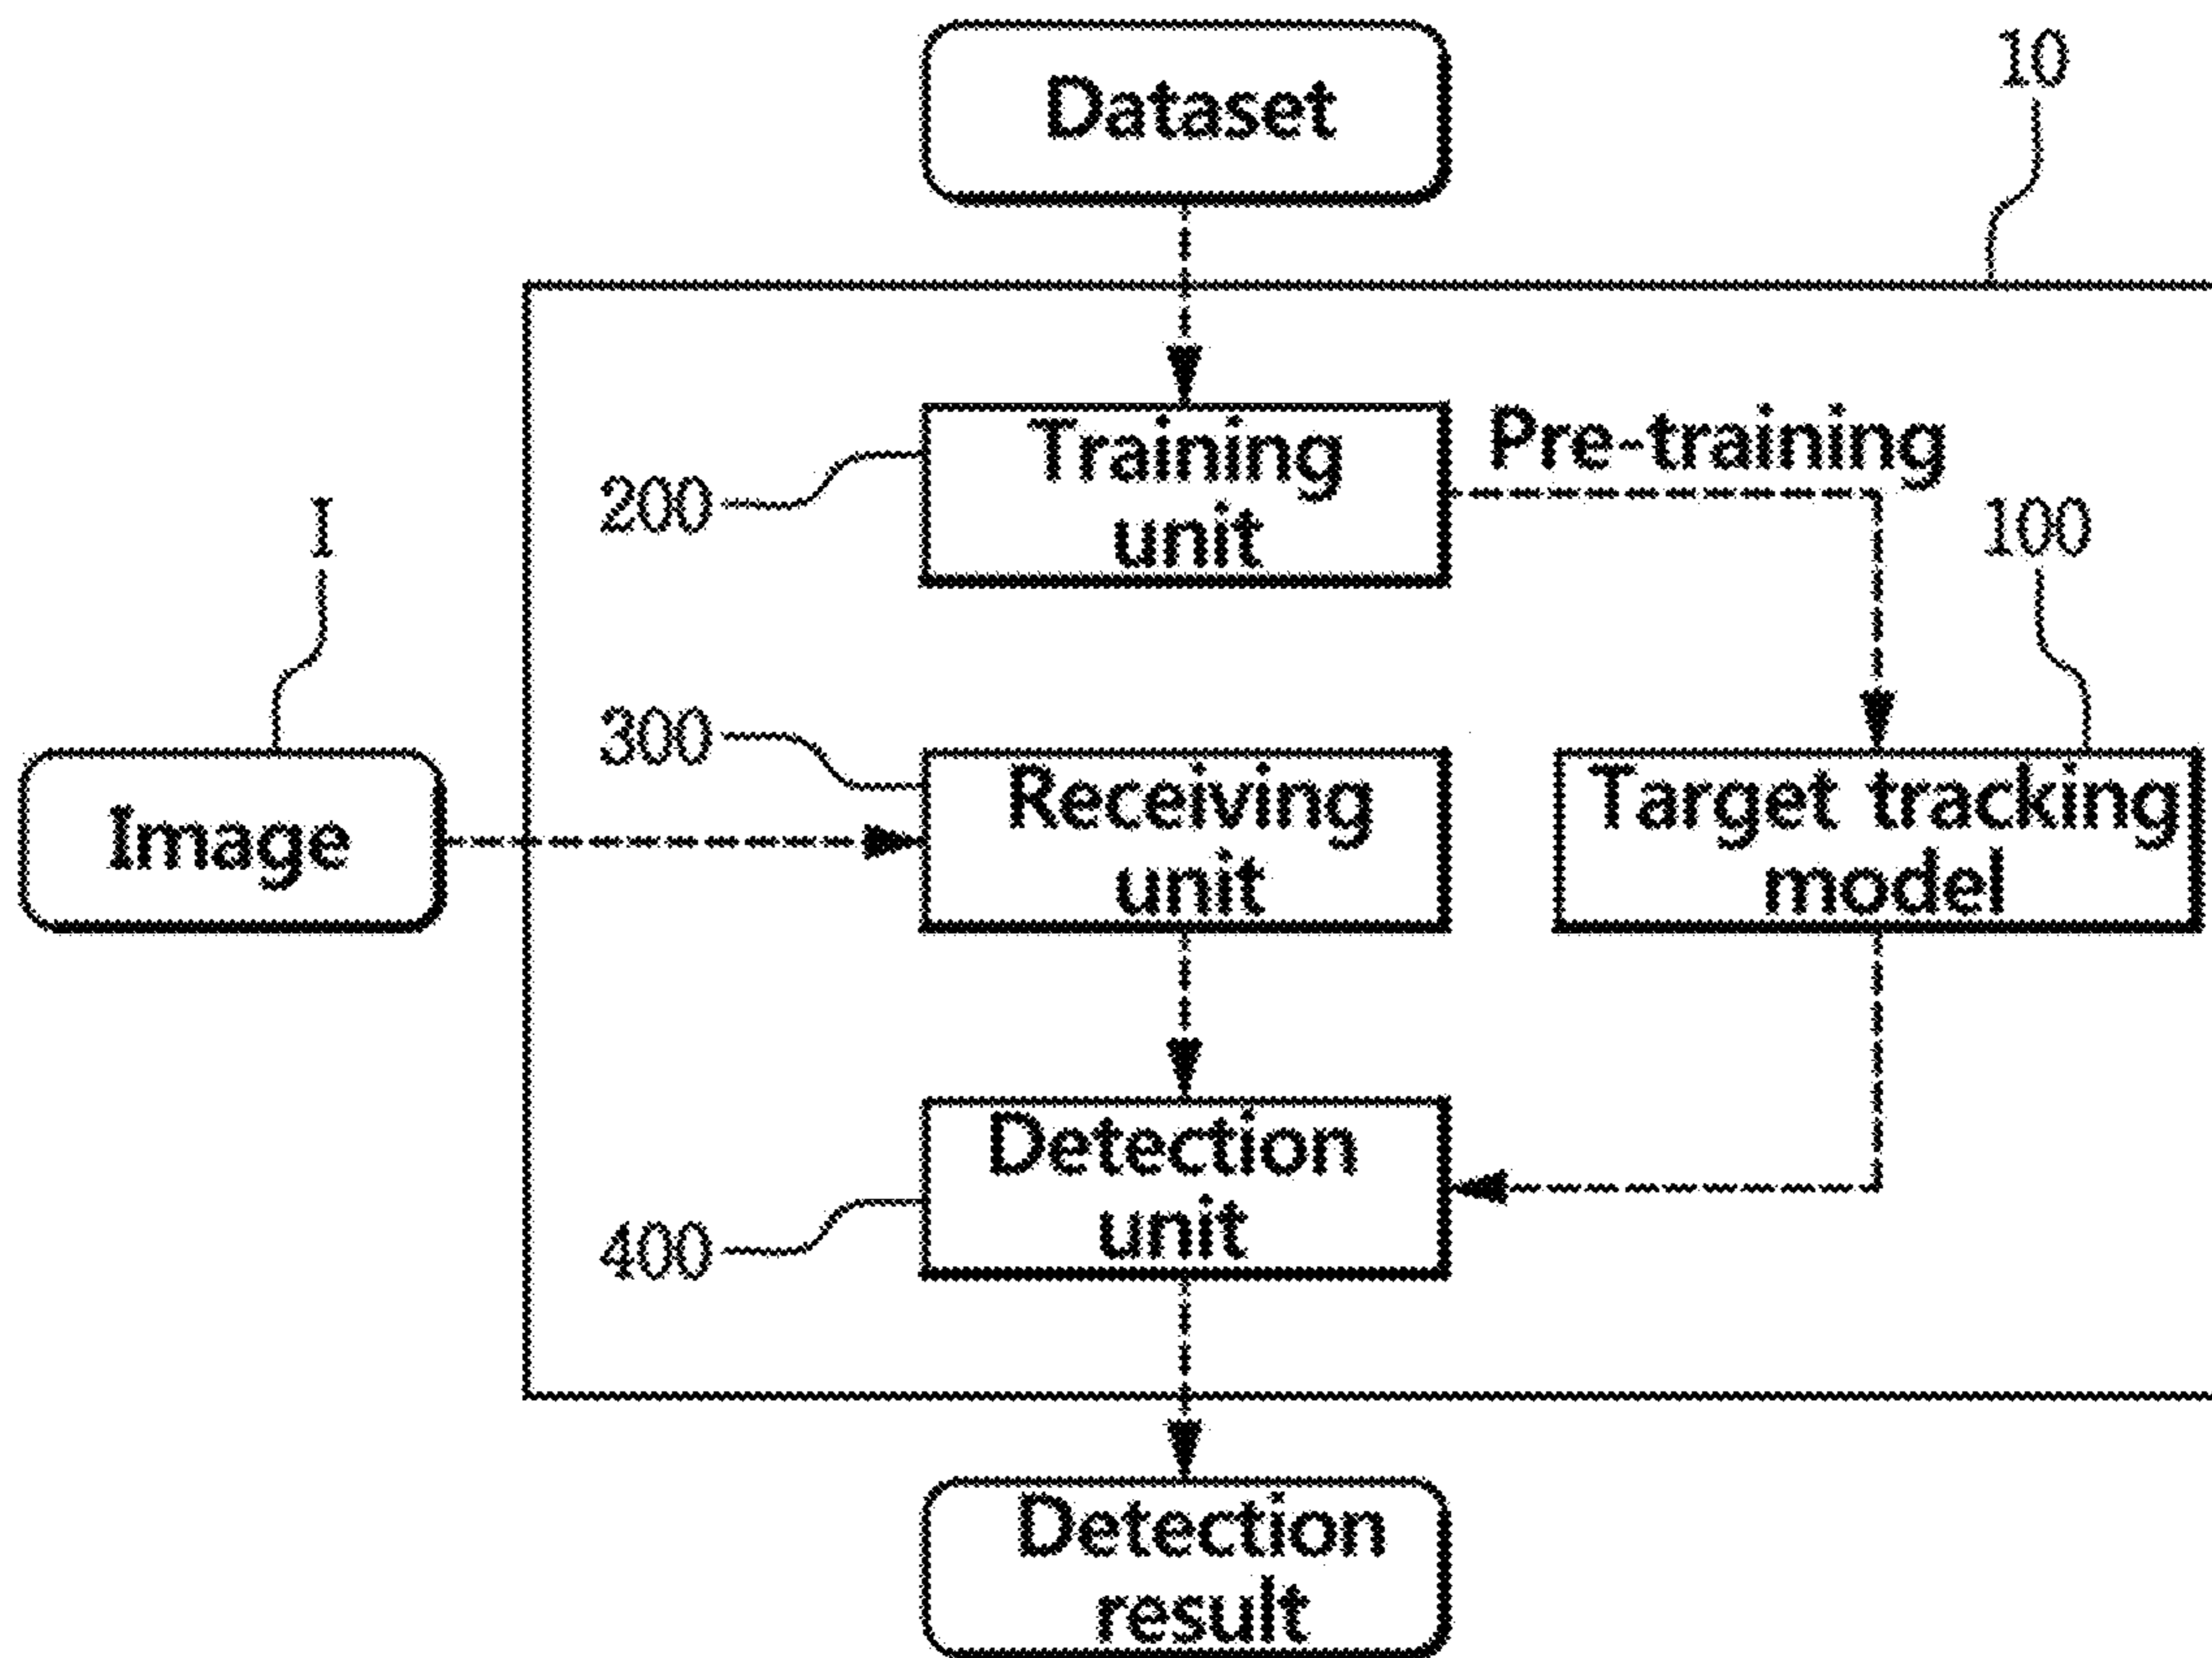 Dataset
10
Training
unit
Pre-training
200
100
I
300
Receiving
unit
Target tracking
model
Image
Detection
unit
400
Detection
result